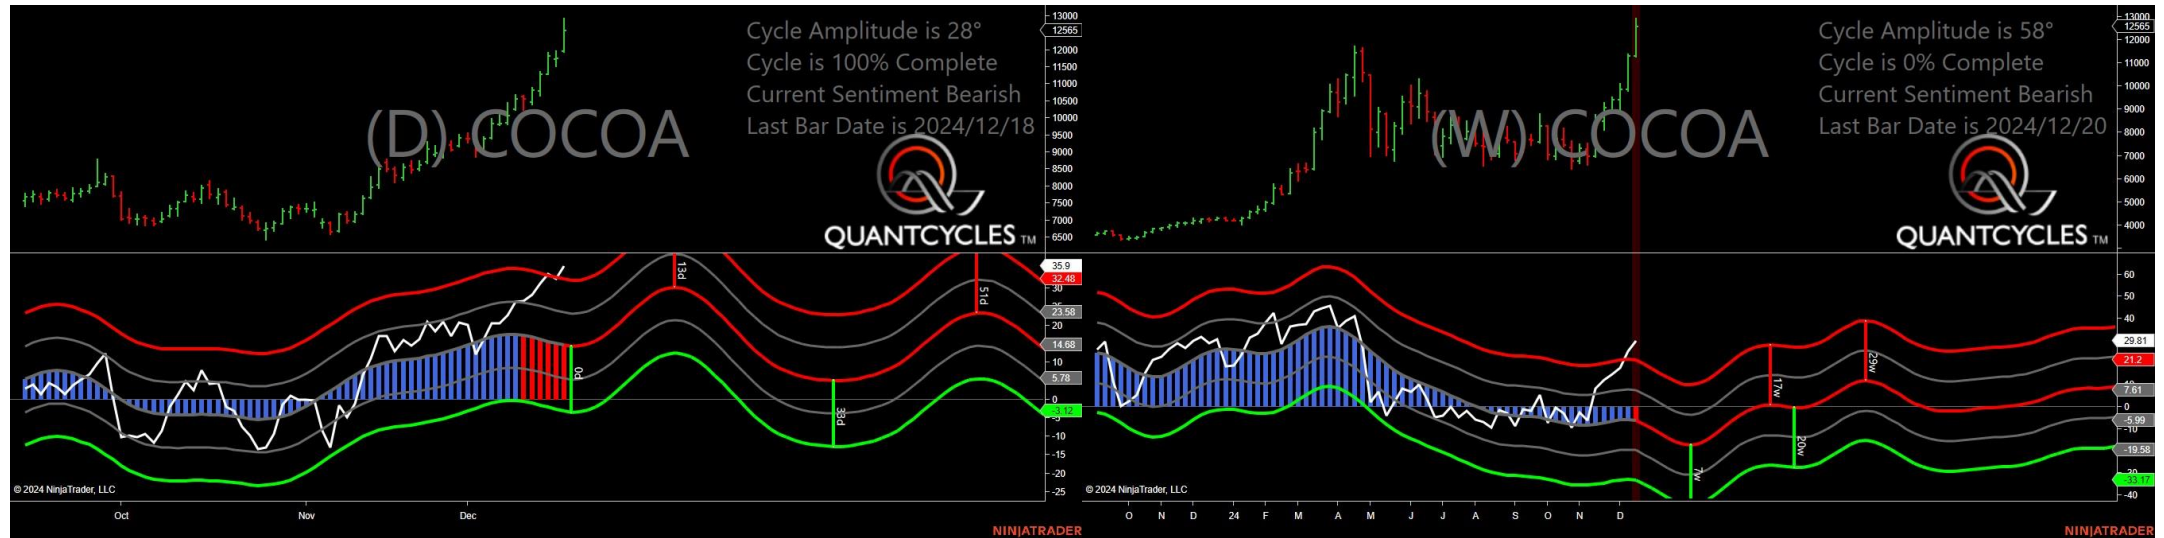 Cycle Amplitude is 28°
Cycle is 100% Complete
Current Sentiment Bearish
Last Bar Date is 2024/12/18
(D) COCOA
QUANTCYCLES TM
13000
12565
12000
11500
11000
10500
10000
9500
9000
8500
8000
7500
7000
6500
35.9
32.48
30
23.58
20
14.68
10
5.78
0
-3.12
-10
-15
-20
-25
13d
51d
0d
33d
© 2024 NinjaTrader, LLC
Oct Nov Dec
NINJATRADER
Cycle Amplitude is 58°
Cycle is 0% Complete
Current Sentiment Bearish
Last Bar Date is 2024/12/20
(W) COCOA
QUANTCYCLES TM
13000
12565
12000
11000
10000
9000
8000
7000
6000
5000
4000
60
50
40
29.81
21.2
7.61
0
-5.99
-10
-19.58
-33.17
-40
17w
29w
20w
7w
© 2024 NinjaTrader, LLC
O N D 24 F M A M J J A S O N D
NINJATRADER